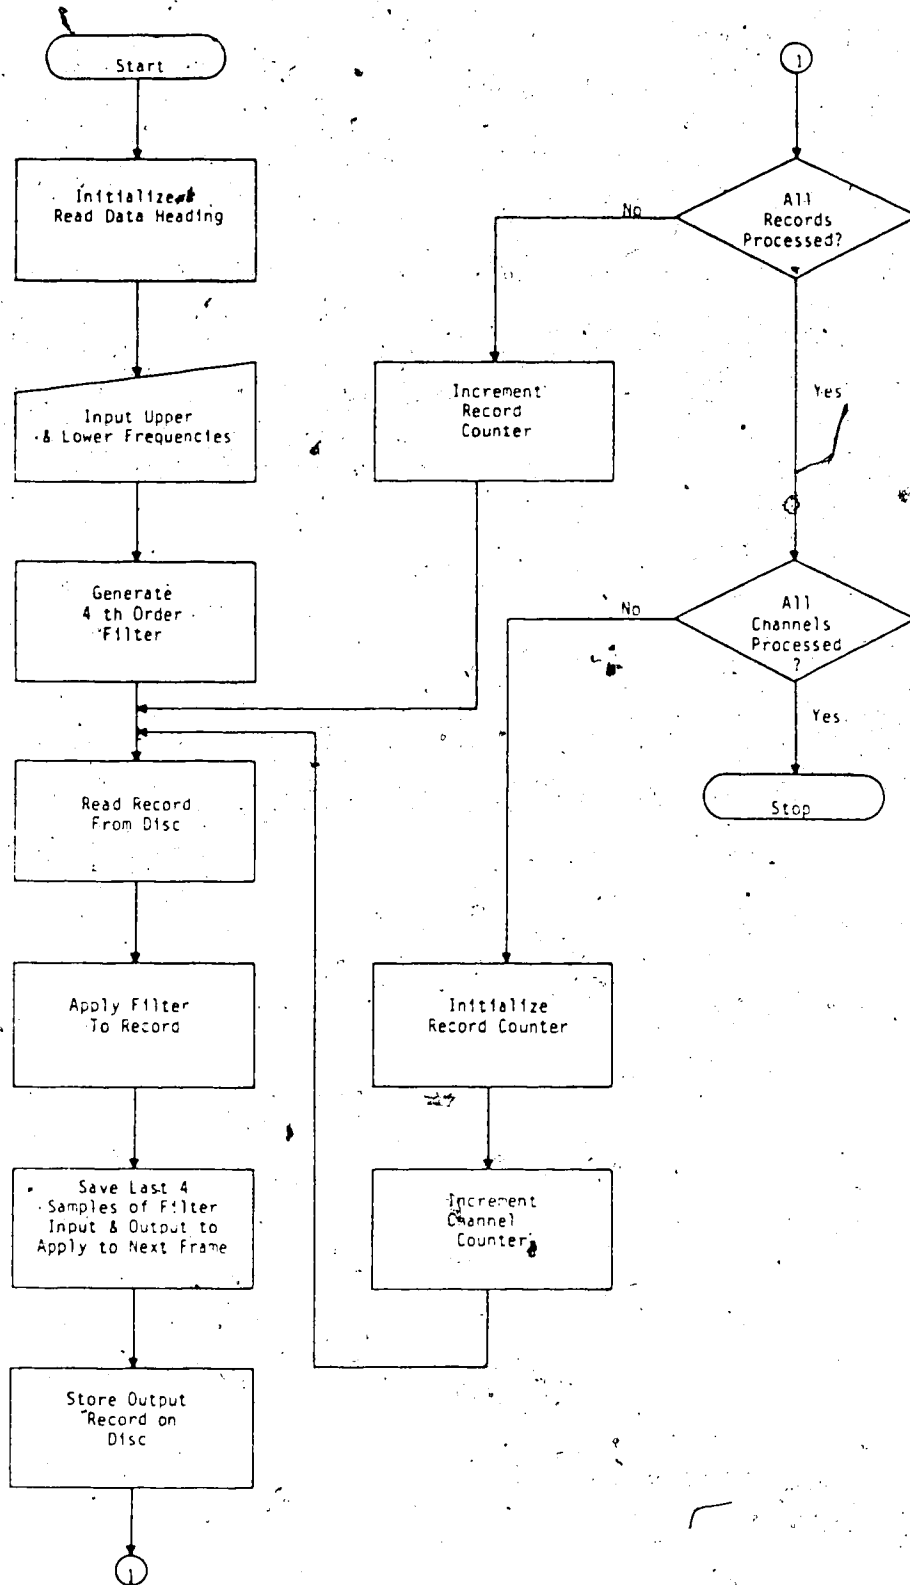 Start
Initialize
Read Data Heading
Input Upper
& Lower Frequencies
Generate
4 th Order
Filter
Read Record
From Disc
Apply Filter
To Record
Save Last 4
Samples of Filter
Input & Output to
Apply to Next Frame
Store Output
Record on
Disc
1
1
All
Records
Processed?
No
Yes
Increment
Record
Counter
All
Channels
Processed
?
No
Yes
Stop
Initialize
Record Counter
Increment
Channel
Counter